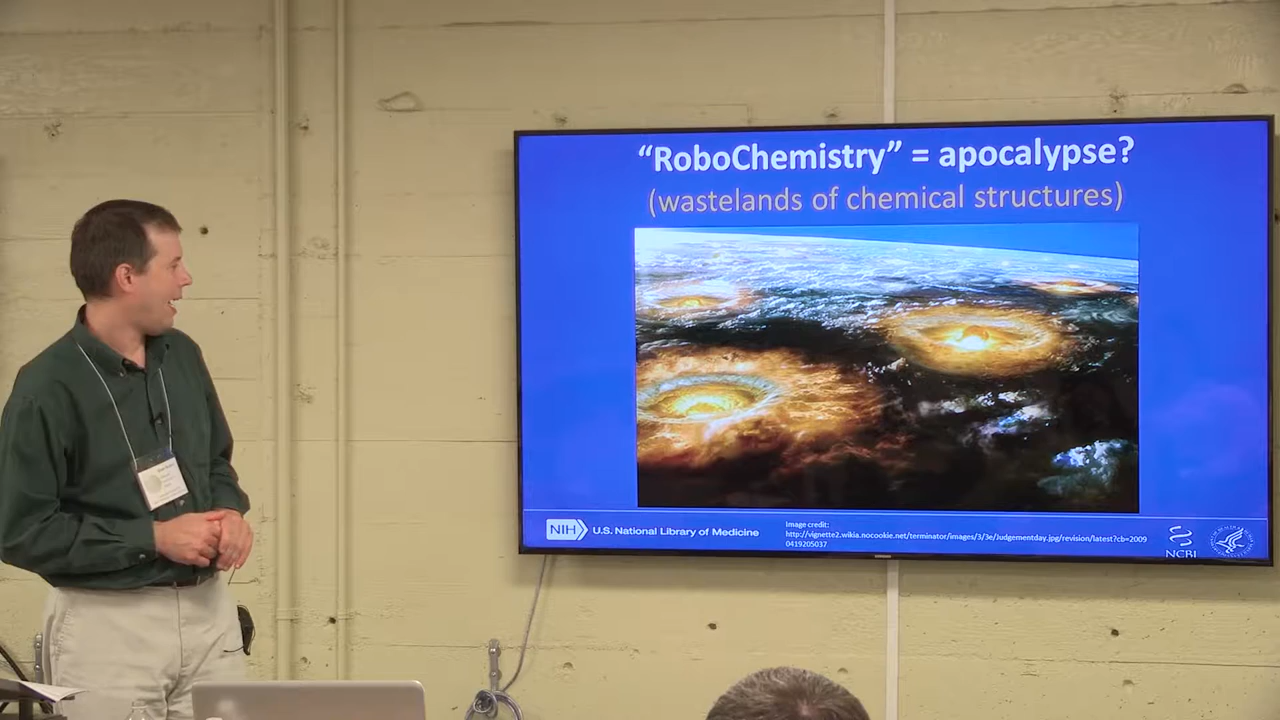 “RoboChemistry” = apocalypse?
(wastelands of chemical structures)
NIH
U.S. National Library of Medicine
Image credit:
http://vignette2.wikia.nocookie.net/terminator/images/3/3e/Judgementday.jpg/revision/latest?cb=2009
0419205037
NCBI